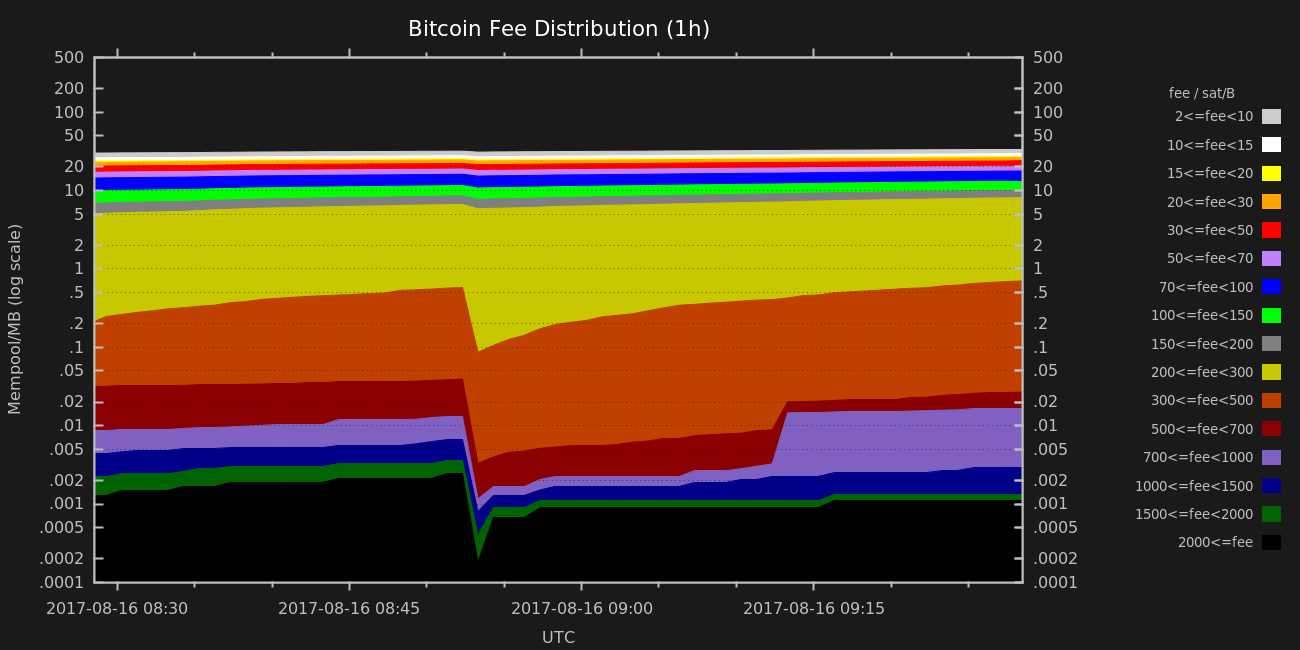 Bitcoin Fee Distribution (1h)
500
200
100
50
20
10
5
2
1
.5
.2
.1
.05
.02
.01
.005
.002
.001
.0005
.0002
.0001
Mempool/MB (log scale)
500
200
100
50
20
10
5
2
1
.5
.2
.1
.05
.02
.01
.005
.002
.001
.0005
.0002
.0001
2017-08-16 08:30
2017-08-16 08:45
2017-08-16 09:00
2017-08-16 09:15
UTC
fee / sat/B
2<=fee<10
10<=fee<15
15<=fee<20
20<=fee<30
30<=fee<50
50<=fee<70
70<=fee<100
100<=fee<150
150<=fee<200
200<=fee<300
300<=fee<500
500<=fee<700
700<=fee<1000
1000<=fee<1500
1500<=fee<2000
2000<=fee